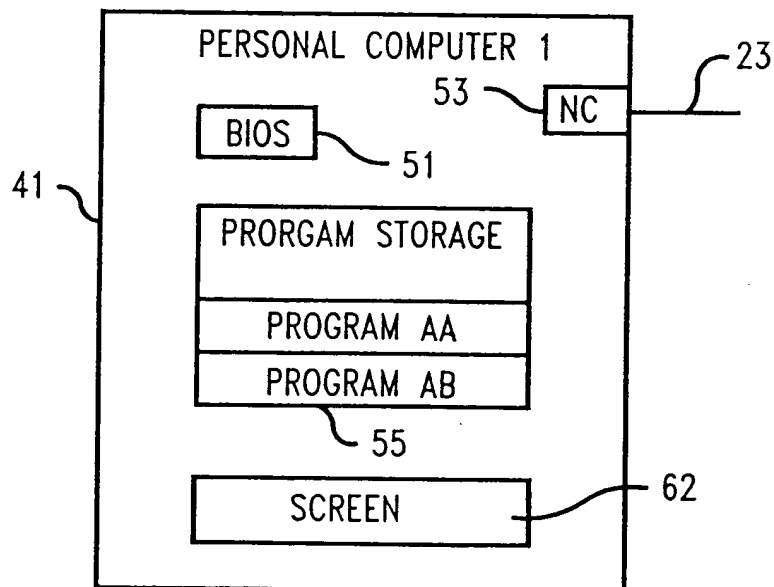 PERSONAL COMPUTER 1
23
53
NC
BIOS
51
41
PRORGAM STORAGE
PROGRAM AA
PROGRAM AB
55
SCREEN
62